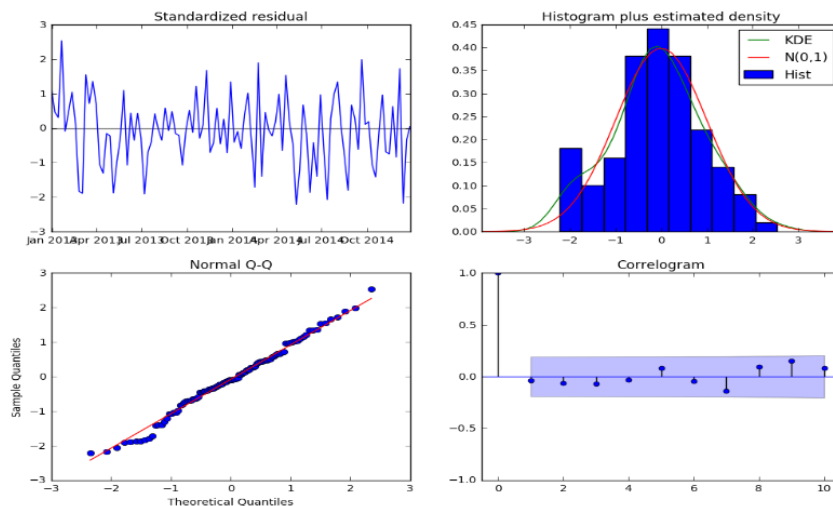 Standardized residual
3
2
1
0
−1
−2
−3
Jan 2013 Apr 2013 Jul 2013 Oct 2013 Jan 2014 Apr 2014 Jul 2014 Oct 2014
Histogram plus estimated density
0.45
0.40
0.35
0.30
0.25
0.20
0.15
0.10
0.05
0.00
KDE
N(0,1)
Hist
−3 −2 −1 0 1 2 3
Normal Q-Q
Sample Quantiles
3
2
1
0
−1
−2
−3
−3 −2 −1 0 1 2 3
Theoretical Quantiles
Correlogram
1.0
0.5
0.0
−0.5
−1.0
0 2 4 6 8 10